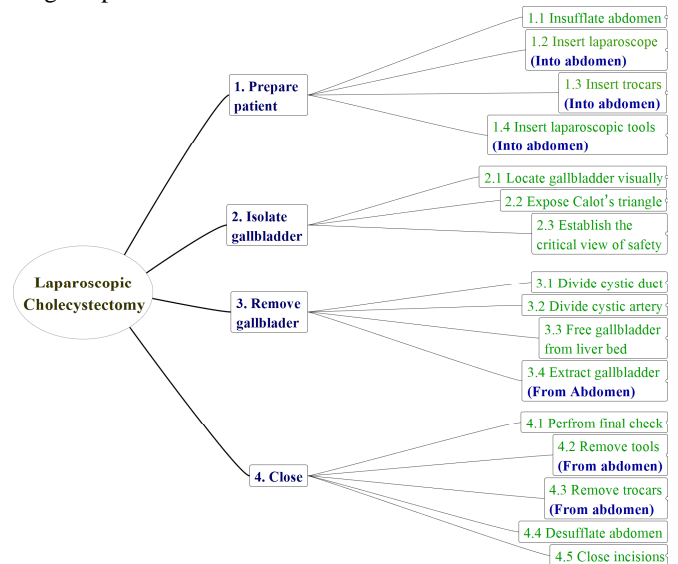 Laparoscopic
Cholecystectomy
1. Prepare
patient
1.1 Insufflate abdomen
1.2 Insert laparoscope
(Into abdomen)
1.3 Insert trocars
(Into abdomen)
1.4 Insert laparoscopic tools
(Into abdomen)
2. Isolate
gallbladder
2.1 Locate gallbladder visually
2.2 Expose Calot’s triangle
2.3 Establish the
critical view of safety
3. Remove
gallblader
3.1 Divide cystic duct
3.2 Divide cystic artery
3.3 Free gallbladder
from liver bed
3.4 Extract gallbladder
(From Abdomen)
4. Close
4.1 Perfrom final check
4.2 Remove tools
(From abdomen)
4.3 Remove trocars
(From abdomen)
4.4 Desufflate abdomen
4.5 Close incisions